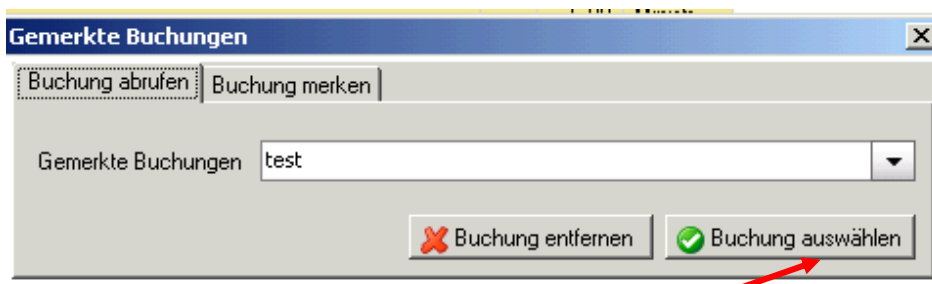 Gemerkte Buchungen
Buchung abrufen Buchung merken
Gemerkte Buchungen test
Buchung entfernen Buchung auswählen